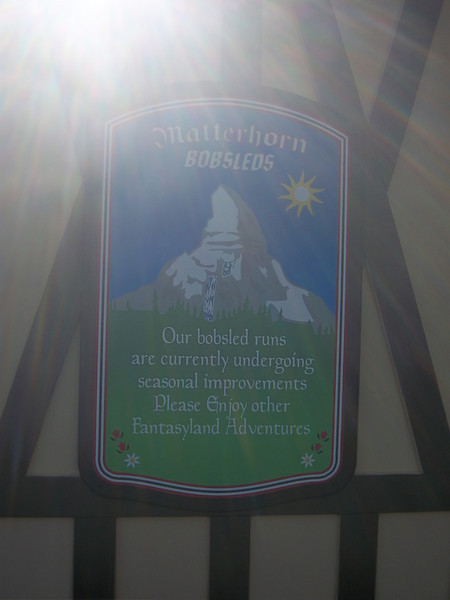 Matterhorn
BOBSLEDS
Our bobsled runs
are currently undergoing
seasonal improvements
Please Enjoy other
Fantasyland Adventures